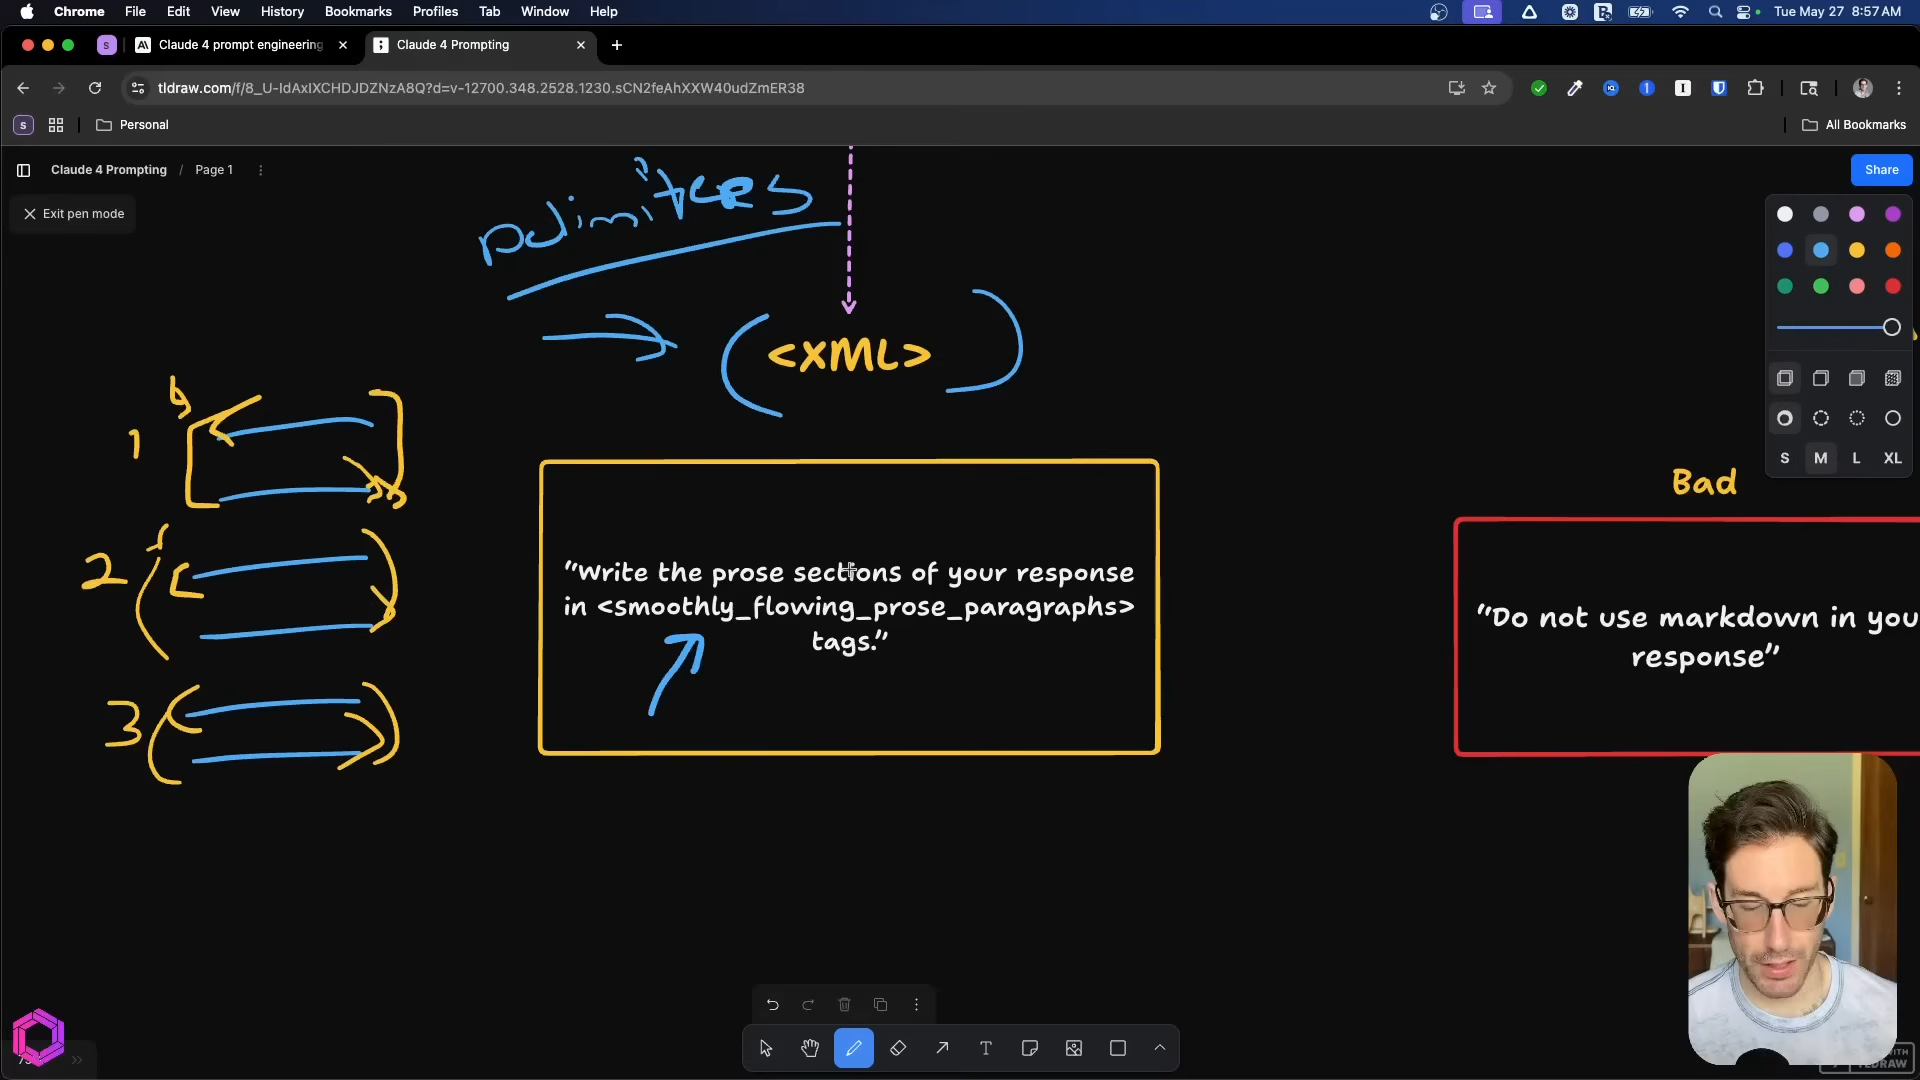 Chrome File Edit View History Bookmarks Profiles Tab Window Help
Tue May 27 8:57 AM
Claude 4 prompt engineering
Claude 4 Prompting
tldraw.com/f/8_U-IdAxIXCHDJDZNzA8Q?d=v-12700.348.2528.1230.sCN2feAhXXW40udZmER38
S
Personal
All Bookmarks
Claude 4 Prompting / Page 1
Share
Exit pen mode
<XML>
1
2
3
"Write the prose sections of your response
in <smoothly_flowing_prose_paragraphs>
tags."
S M L XL
Bad
"Do not use markdown in you
response"